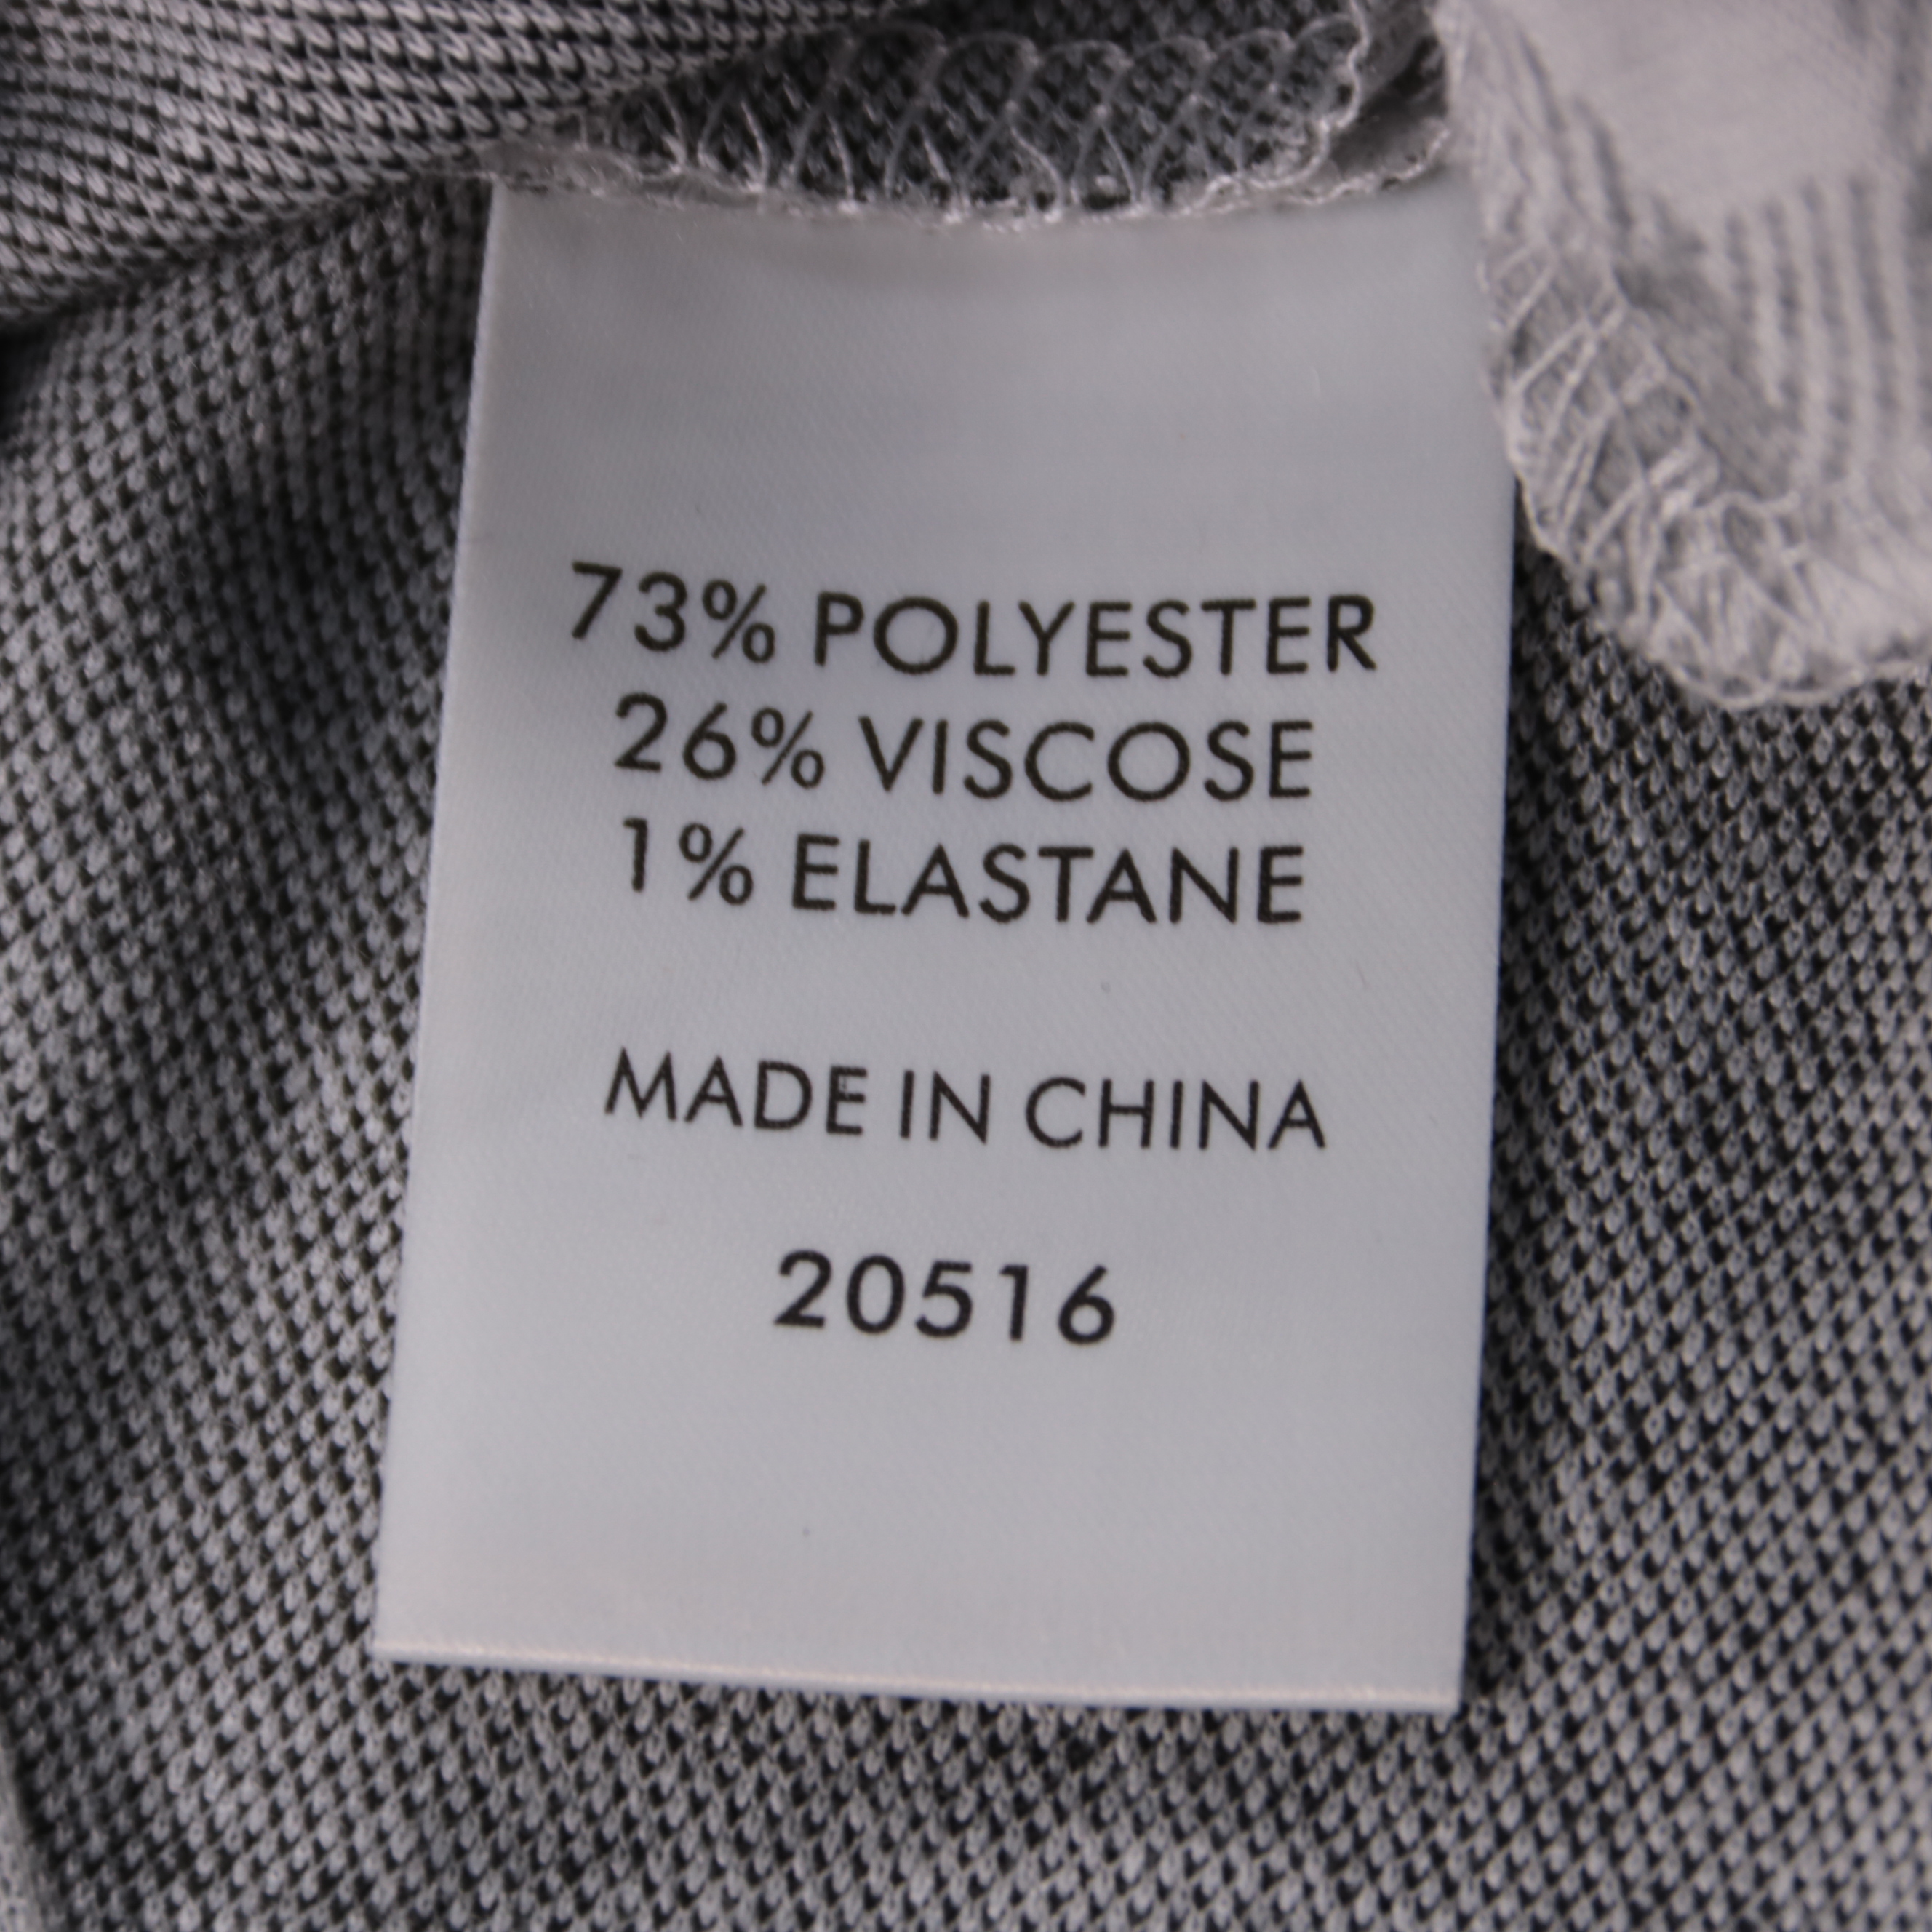 73% POLYESTER
26% VISCOSE
1% ELASTANE
MADE IN CHINA
20516